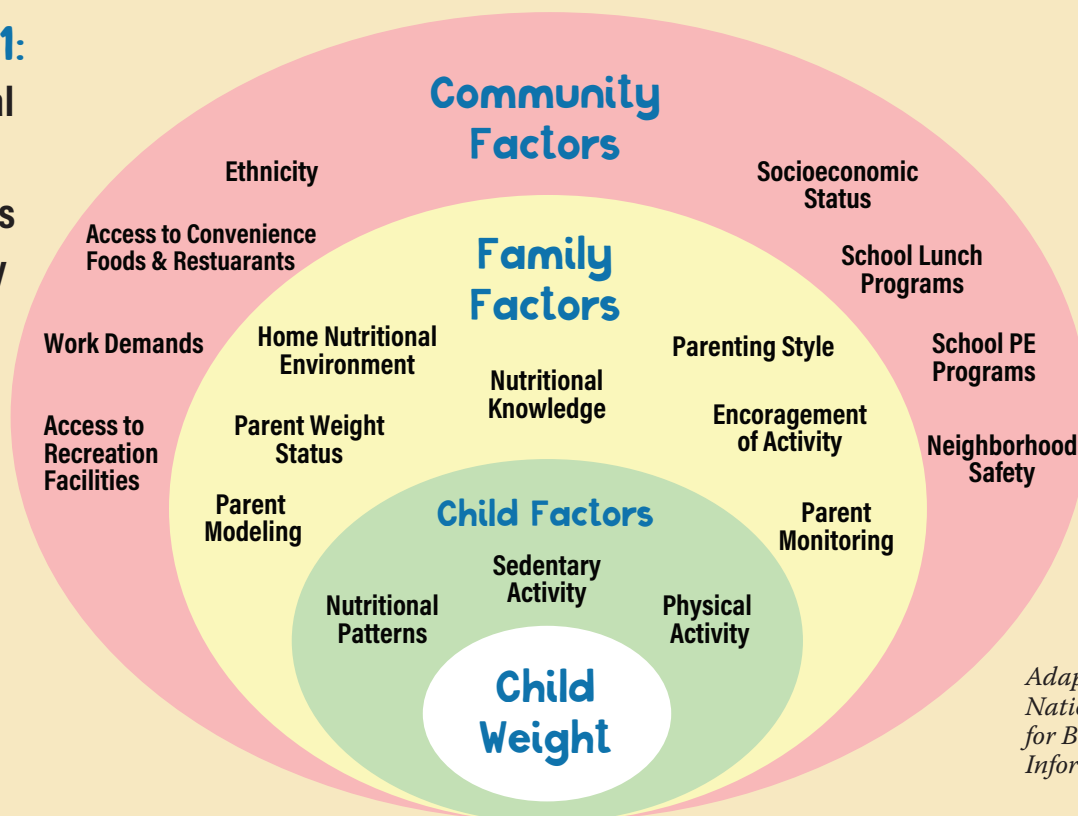 1:
Community
Factors
Ethnicity
Socioeconomic
Status
Access to Convenience
Foods & Restuarants
School Lunch
Programs
Work Demands
School PE
Programs
Access to
Recreation
Facilities
Neighborhood
Safety
Family
Factors
Home Nutritional
Environment
Nutritional
Knowledge
Parenting Style
Parent Weight
Status
Encoragement
of Activity
Parent
Modeling
Parent
Monitoring
Child Factors
Nutritional
Patterns
Sedentary
Activity
Physical
Activity
Child
Weight
for B